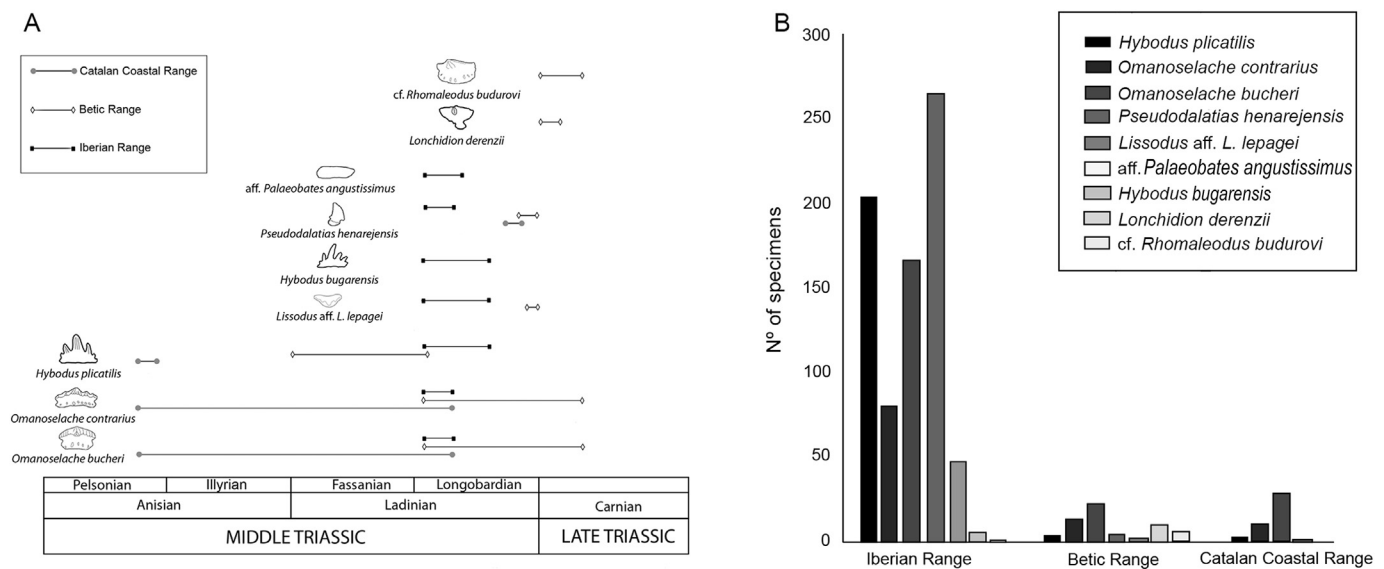 A
Catalan Coastal Range
Betic Range
Iberian Range
cf. Rhomaleodus budurovi
Lonchidion derenzii
aff. Palaeobates angustissimus
Pseudodalatias henarejensis
Hybodus bugarensis
Lissodus aff. L. lepagei
Hybodus plicatilis
Omanoselache contrarius
Omanoselache bucheri
Pelsonian Illyrian Fassanian Longobardian
Anisian Ladinian Carnian
MIDDLE TRIASSIC LATE TRIASSIC
B
Hybodus plicatilis
Omanoselache contrarius
Omanoselache bucheri
Pseudodalatias henarejensis
Lissodus aff. L. lepagei
aff. Palaeobates angustissimus
Hybodus bugarensis
Lonchidion derenzii
cf. Rhomaleodus budurovi
Nº of specimens
300
250
200
150
100
50
0
Iberian Range Betic Range Catalan Coastal Range